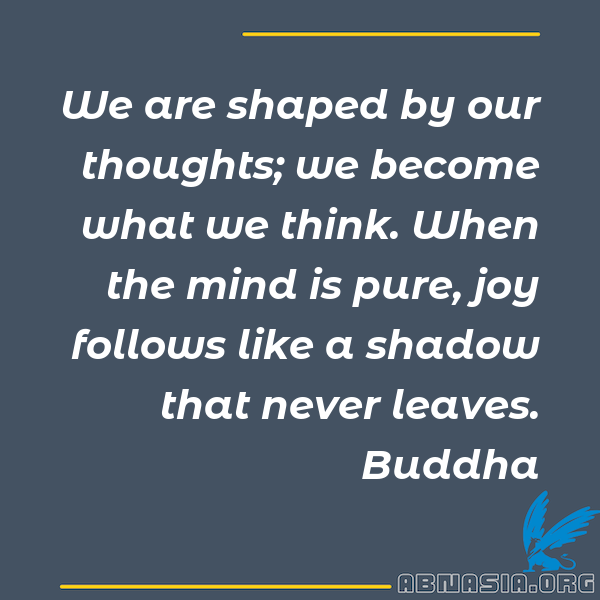 We are shaped by our
thoughts; we become
what we think. When
the mind is pure, joy
follows like a shadow
that never leaves.
Buddha
ABNASIA.ORG